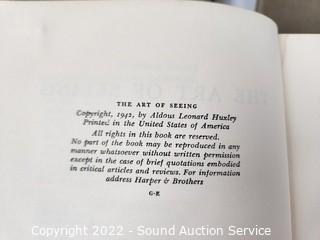 THE ART OF SEEING
Copyright, 1942, by Aldous Leonard Huxley
Printed in the United States of America
All rights in this book are reserved.
No part of the book may be reproduced in any
manner whatsoever without written permission
except in the case of brief quotations embodied
in critical articles and reviews. For information
address Harper & Brothers
G-E
Copyright 2022 - Sound Auction Service